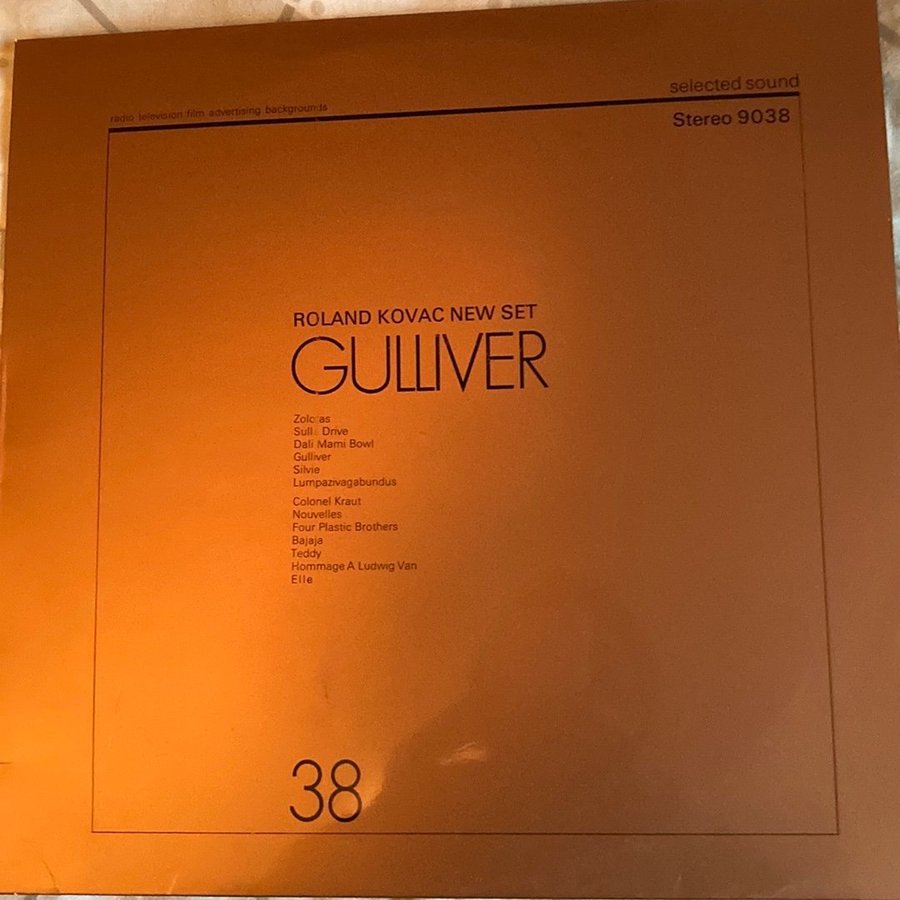 selected sound
radio television film advertising backgrounds
Stereo 9038
ROLAND KOVAC NEW SET
GULLIVER
Drive
Dali Mami Bowl
Gulliver
Silvie
Lumpazivagabundus
Colonel Kraut
Nouvelles
Four Plastic Brothers
Bajaja
Teddy
Hommage A Ludwig Van
Elle
38